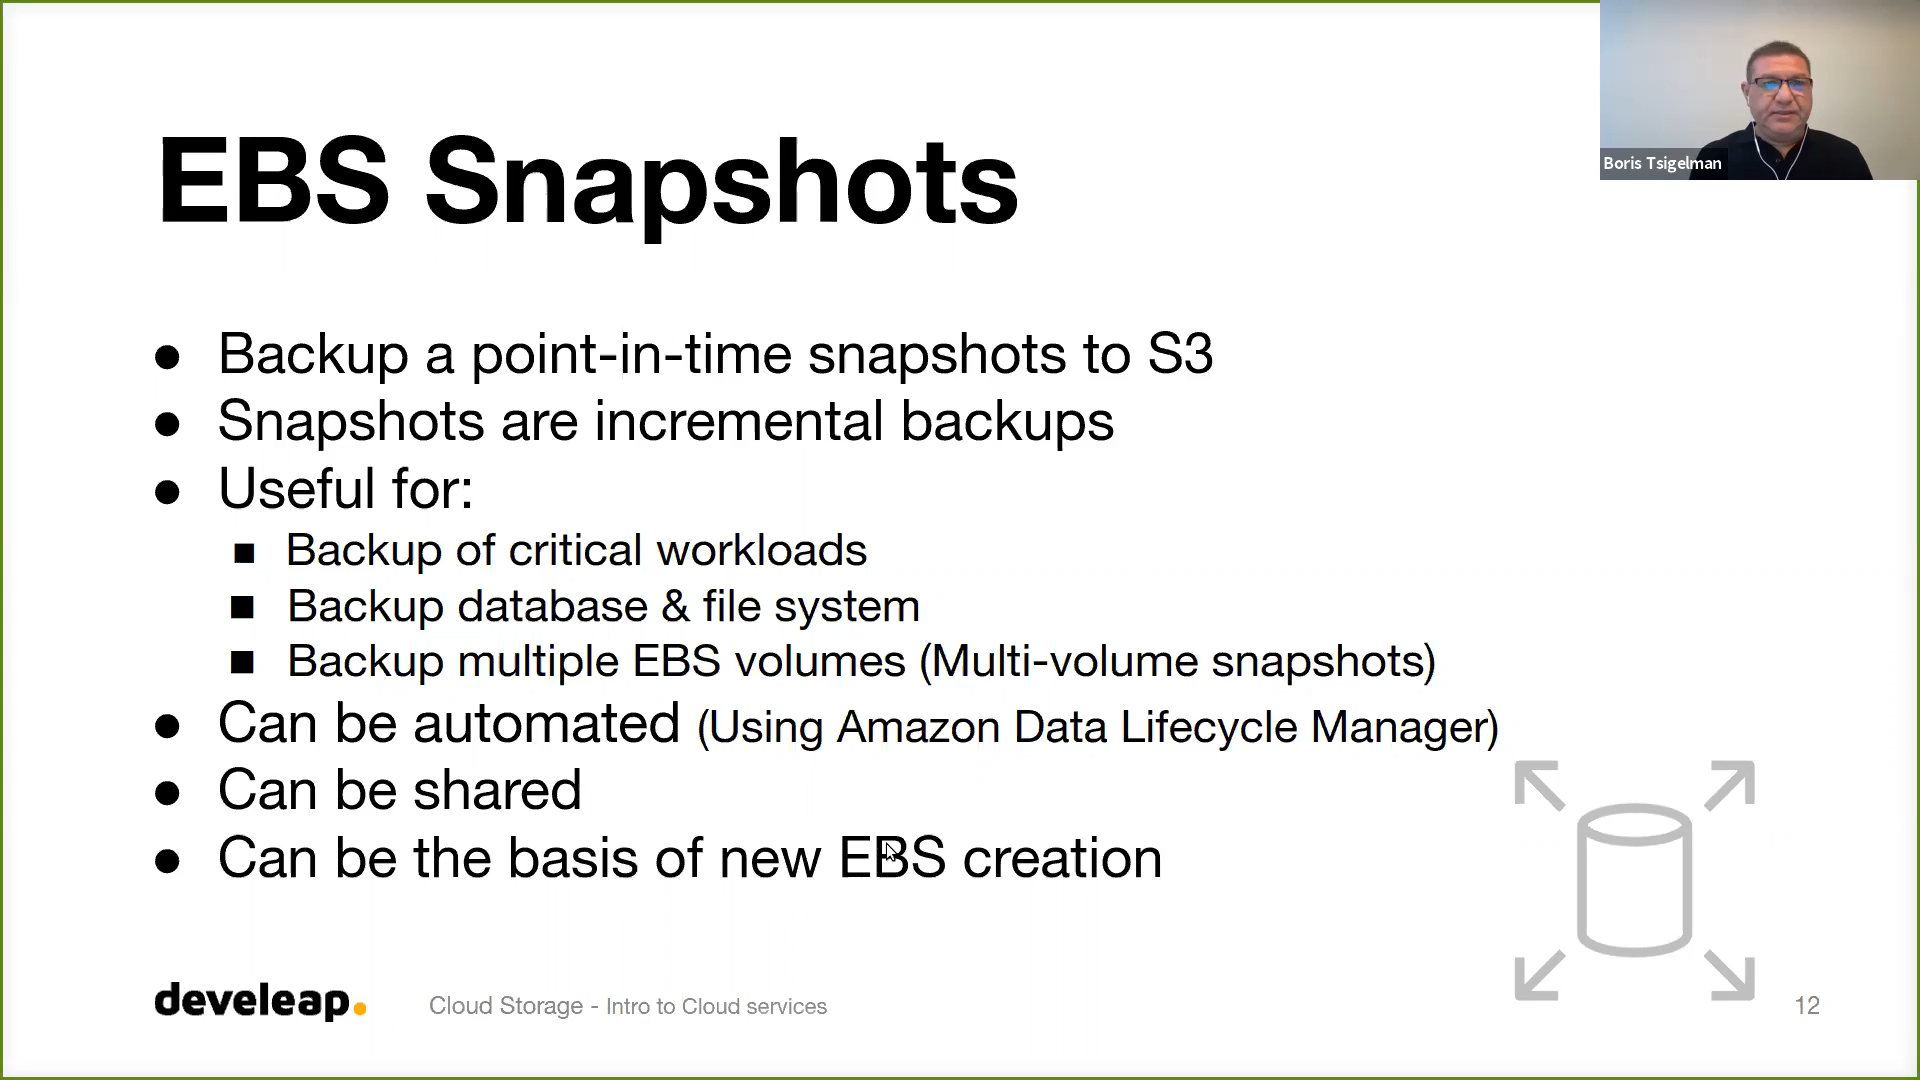 Boris Tsigelman
EBS Snapshots
● Backup a point-in-time snapshots to S3
● Snapshots are incremental backups
● Useful for:
■ Backup of critical workloads
■ Backup database & file system
■ Backup multiple EBS volumes (Multi-volume snapshots)
● Can be automated (Using Amazon Data Lifecycle Manager)
● Can be shared
● Can be the basis of new EBS creation
develeap.
Cloud Storage - Intro to Cloud services
12